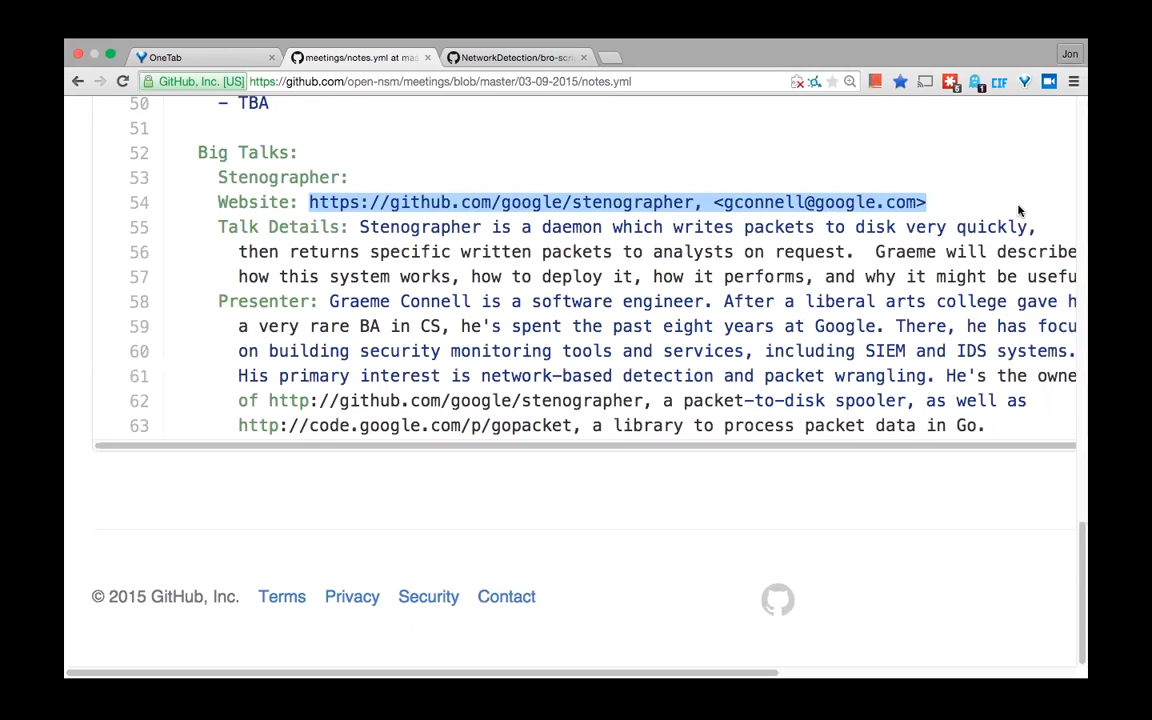 OneTab
meetings/notes.yml at mas
NetworkDetection/bro-scri
Jon
GitHub, Inc. [US] https://github.com/open-nsm/meetings/blob/master/03-09-2015/notes.yml
6 1 CIF
50 - TBA
51
52 Big Talks:
53 Stenographer:
54 Website: https://github.com/google/stenographer, <gconnell@google.com>
55 Talk Details: Stenographer is a daemon which writes packets to disk very quickly,
56 then returns specific written packets to analysts on request.  Graeme will describe
57 how this system works, how to deploy it, how it performs, and why it might be usefu
58 Presenter: Graeme Connell is a software engineer. After a liberal arts college gave h
59 a very rare BA in CS, he's spent the past eight years at Google. There, he has focu
60 on building security monitoring tools and services, including SIEM and IDS systems.
61 His primary interest is network-based detection and packet wrangling. He's the owne
62 of http://github.com/google/stenographer, a packet-to-disk spooler, as well as
63 http://code.google.com/p/gopacket, a library to process packet data in Go.
© 2015 GitHub, Inc. Terms Privacy Security Contact